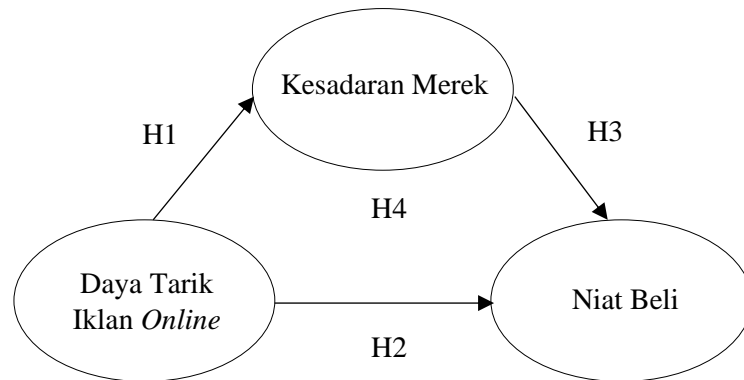 Kesadaran Merek
H1
H3
H4
Daya Tarik
Iklan Online
Niat Beli
H2